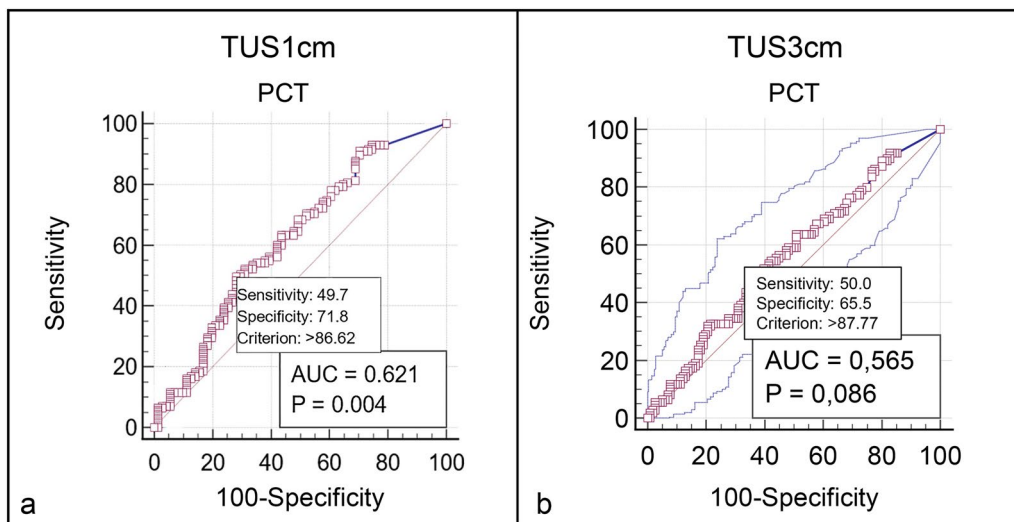 TUS1cm
PCT
100
80
60
40
20
0
Sensitivity
Sensitivity: 49.7
Specificity: 71.8
Criterion: >86.62
AUC = 0.621
P = 0.004
0 20 40 60 80 100
100-Specificity
a
TUS3cm
PCT
100
80
60
40
20
0
Sensitivity
Sensitivity: 50.0
Specificity: 65.5
Criterion: >87.77
AUC = 0,565
P = 0,086
0 20 40 60 80 100
100-Specificity
b